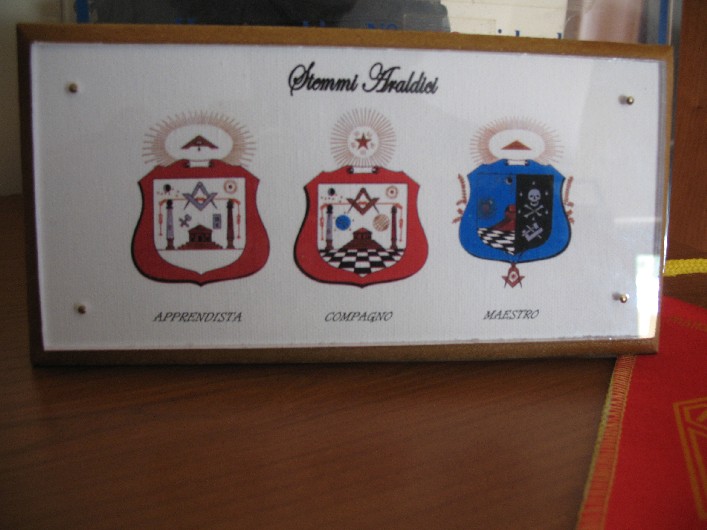 Stemmi Araldici
APPRENDISTA
COMPAGNO
MAESTRO